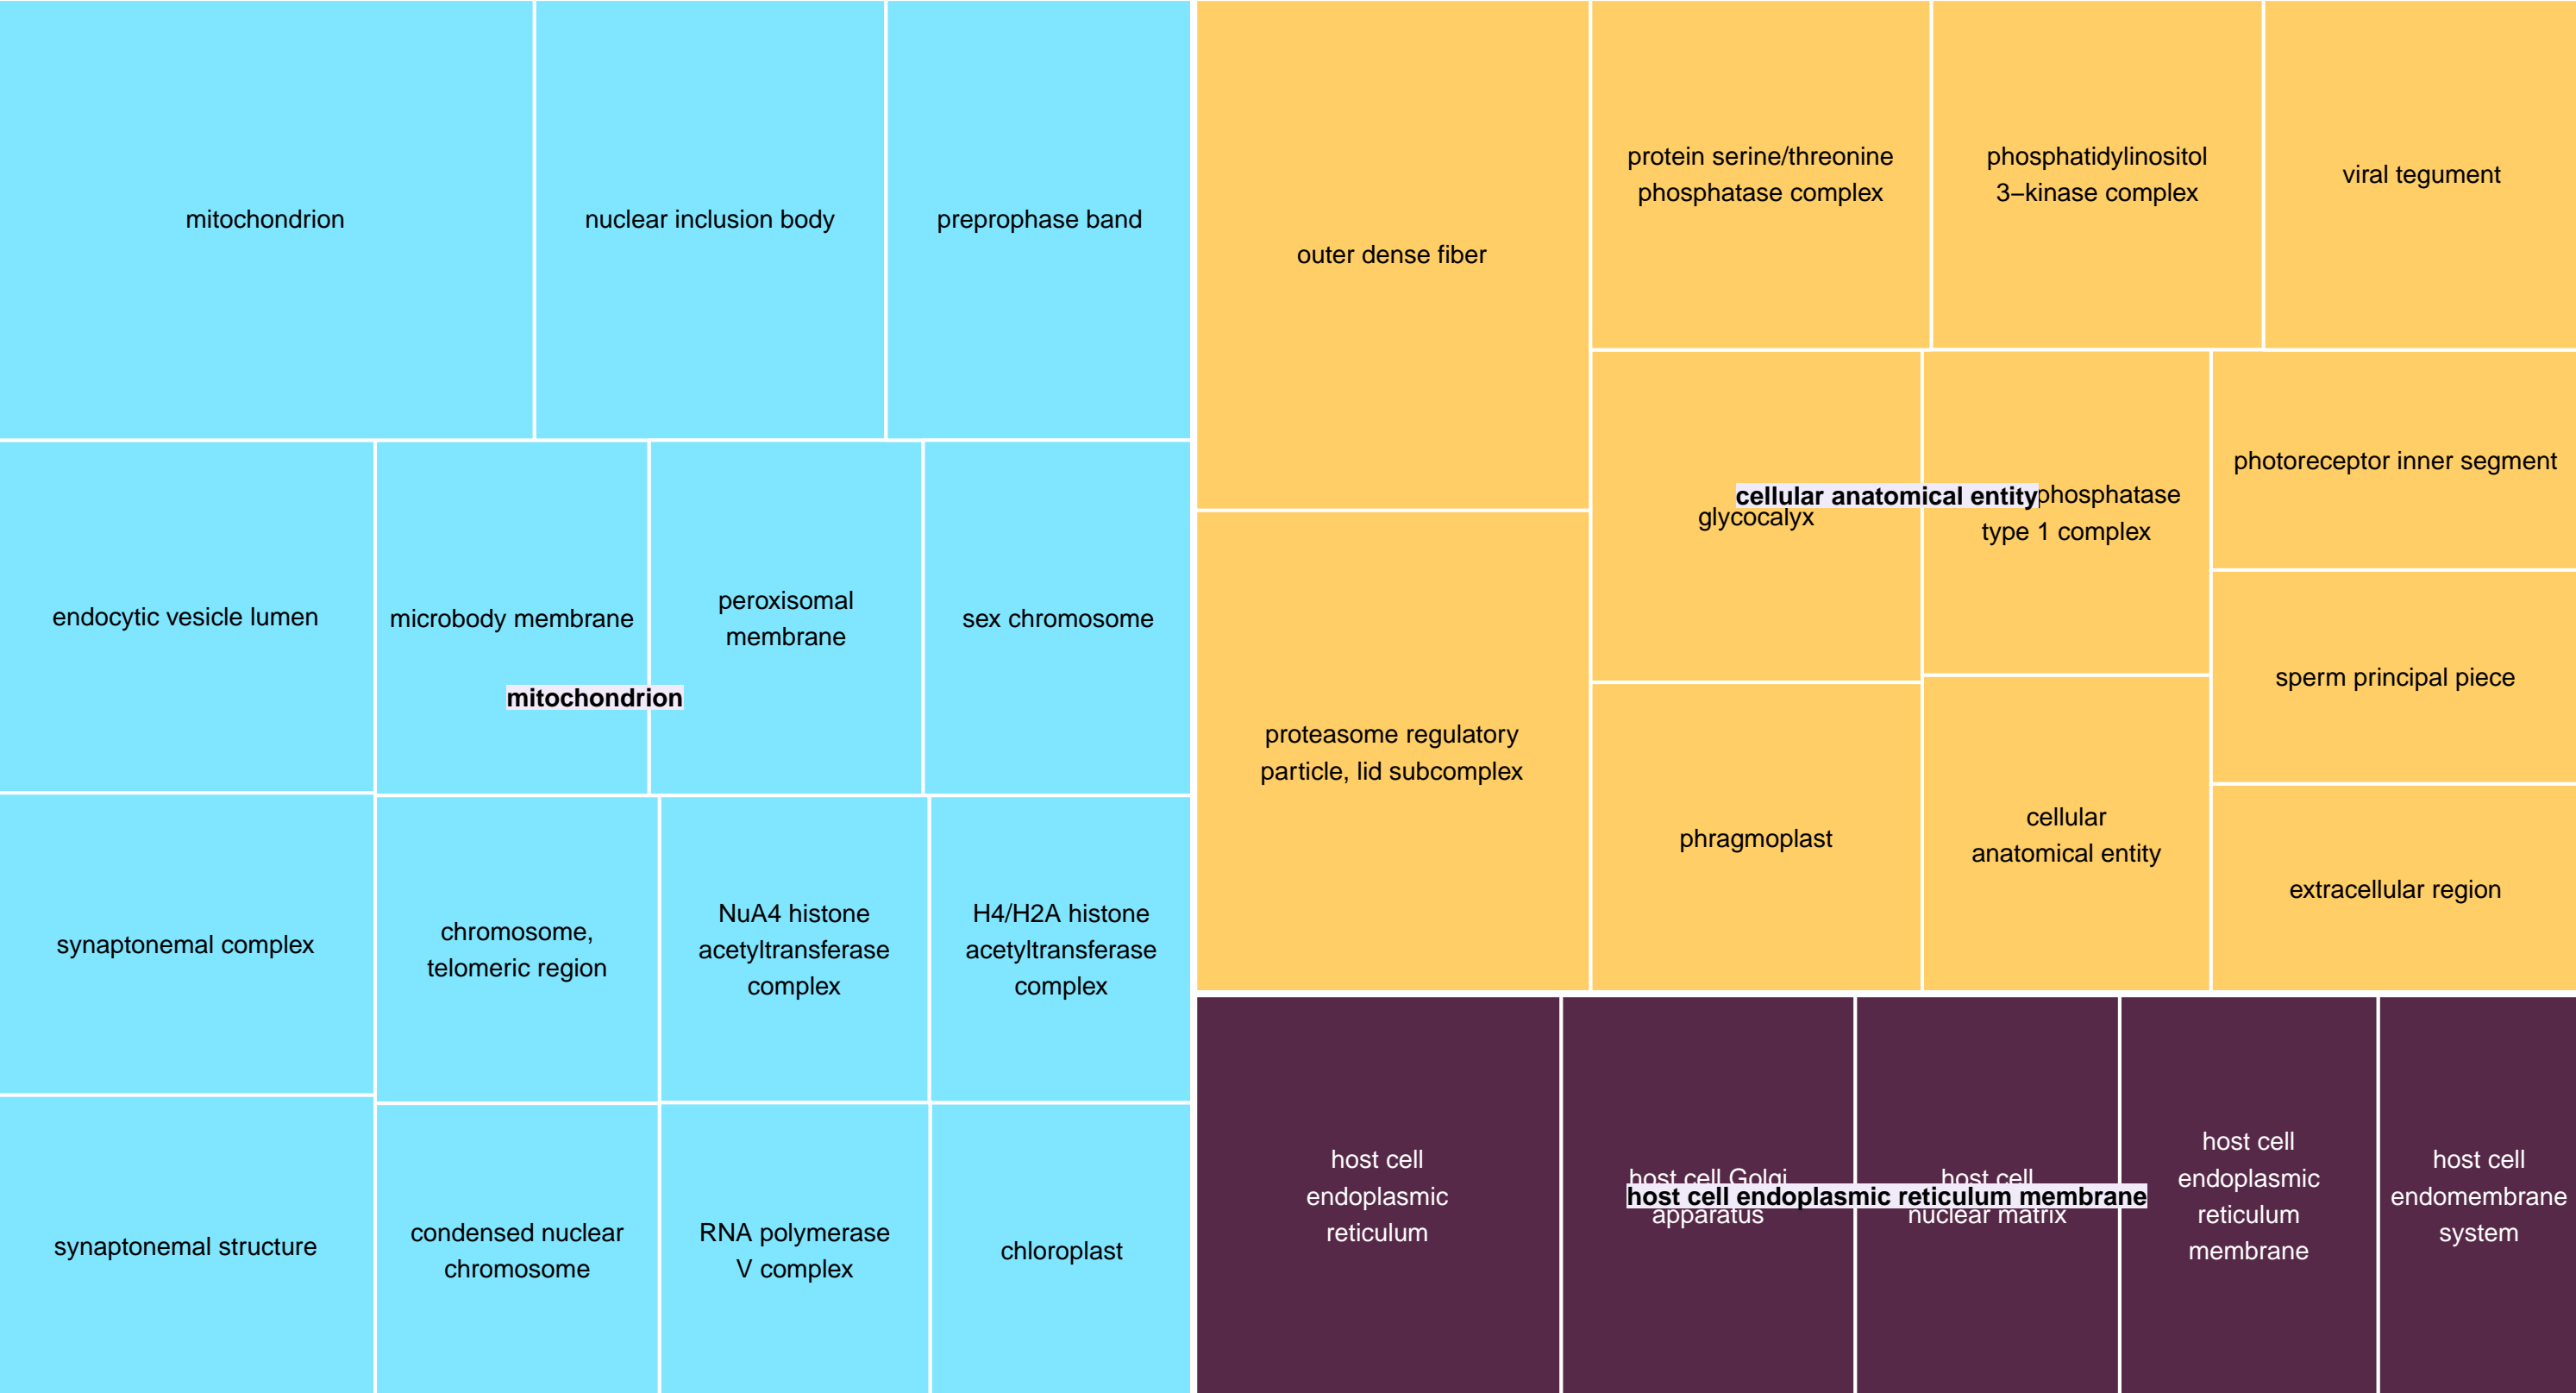 mitochondrion
nuclear inclusion body
preprophase band
endocytic vesicle lumen
microbody membrane
peroxisomal
membrane
sex chromosome
mitochondrion
synaptonemal complex
chromosome,
telomeric region
NuA4 histone
acetyltransferase
complex
H4/H2A histone
acetyltransferase
complex
synaptonemal structure
condensed nuclear
chromosome
RNA polymerase
V complex
chloroplast
outer dense fiber
protein serine/threonine
phosphatase complex
phosphatidylinositol
3−kinase complex
viral tegument
proteasome regulatory
particle, lid subcomplex
glycocalyx
cellular anatomical entity
phosphatase
type 1 complex
photoreceptor inner segment
sperm principal piece
phragmoplast
cellular
anatomical entity
extracellular region
host cell
endoplasmic
reticulum
host cell Golgi
apparatus
host cell
nuclear matrix
host cell endoplasmic reticulum membrane
host cell
endoplasmic
reticulum
membrane
host cell
endomembrane
system